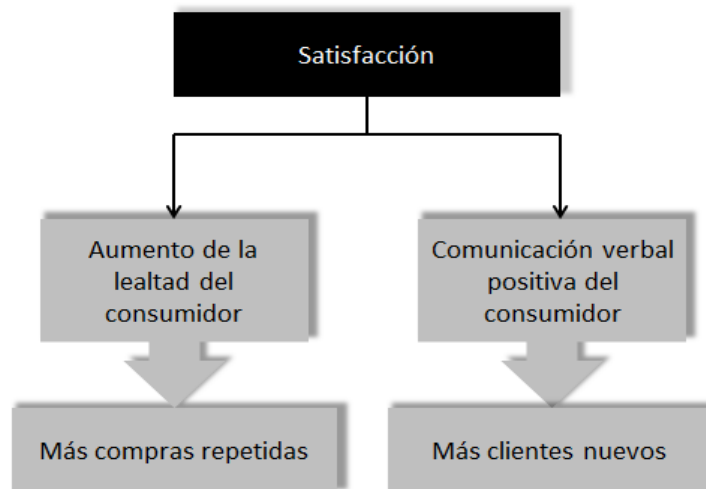 Satisfacción
Aumento de la
lealtad del
consumidor
Comunicación verbal
positiva del
consumidor
Más compras repetidas
Más clientes nuevos